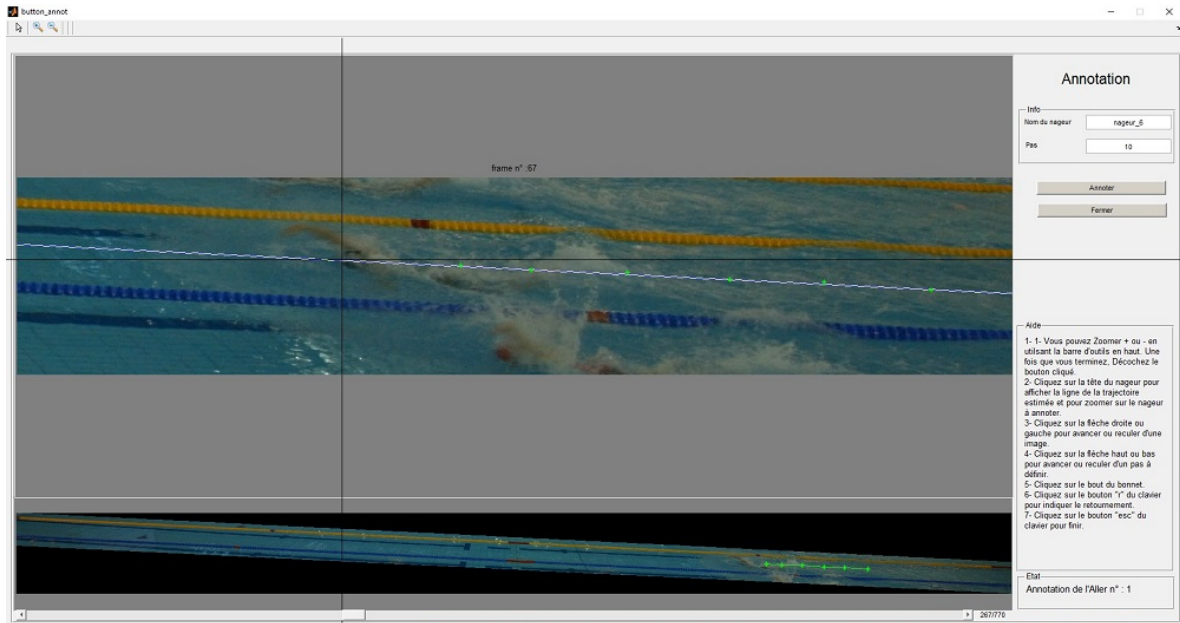 button_annot
frame n° :67
Annotation
Info
Nom du nageur
nageur_6
Pas
10
Annoter
Fermer
Aide
1- 1- Vous pouvez Zoomer + ou - en
utilsant la barre d'outils en haut. Une
fois que vous terminez, Décochez le
bouton cliqué.
2- Cliquez sur la tête du nageur pour
afficher la ligne de la trajectoire
estimée et pour zoomer sur le nageur
à annoter.
3- Cliquez sur la flèche droite ou
gauche pour avancer ou reculer d'une
image.
4- Cliquez sur la flèche haut ou bas
pour avancer ou reculer d'un pas à
définir.
5- Cliquez sur le bout du bonnet.
6- Cliquez sur le bouton "r" du clavier
pour indiquer le retournement.
7- Cliquez sur le bouton "esc" du
clavier pour finir.
Etat
Annotation de l'Aller n° : 1
267/770